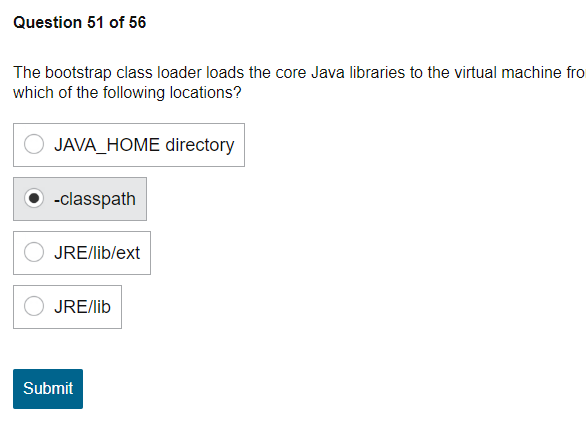 Question 51 of 56
The bootstrap class loader loads the core Java libraries to the virtual machine fro
which of the following locations?
JAVA_HOME directory
-classpath
JRE/lib/ext
JRE/lib
Submit